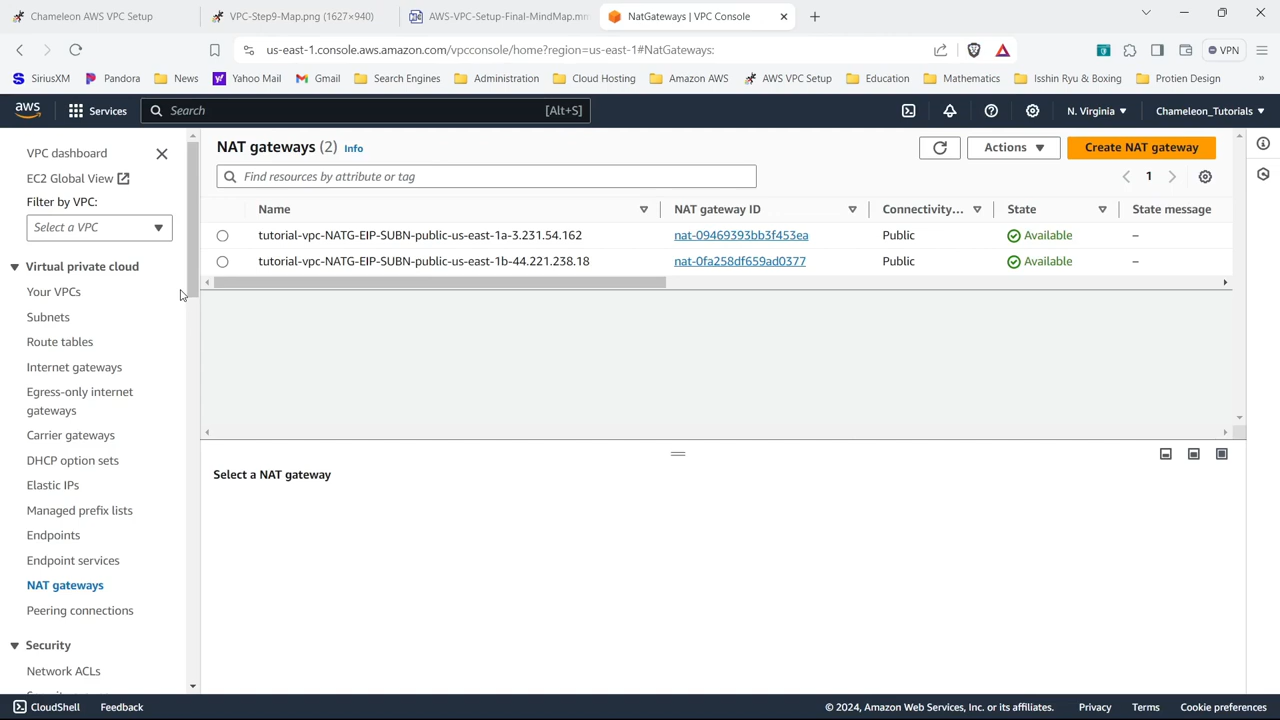 Chameleon AWS VPC Setup
VPC-Step9-Map.png (1627×940)
AWS-VPC-Setup-Final-MindMap.mm
NatGateways | VPC Console
us-east-1.console.aws.amazon.com/vpcconsole/home?region=us-east-1#NatGateways:
VPN
SiriusXM
Pandora
News
Yahoo Mail
Gmail
Search Engines
Administration
Cloud Hosting
Amazon AWS
AWS VPC Setup
Education
Mathematics
Isshin Ryu & Boxing
Protien Design
»
aws
Services
Search
[Alt+S]
N. Virginia
Chameleon_Tutorials
VPC dashboard
EC2 Global View
Filter by VPC:
Select a VPC
Virtual private cloud
Your VPCs
Subnets
Route tables
Internet gateways
Egress-only internet
gateways
Carrier gateways
DHCP option sets
Elastic IPs
Managed prefix lists
Endpoints
Endpoint services
NAT gateways
Peering connections
Security
Network ACLs
NAT gateways (2) Info
Actions
Create NAT gateway
Find resources by attribute or tag
1
Name
NAT gateway ID
Connectivity...
State
State message
tutorial-vpc-NATG-EIP-SUBN-public-us-east-1a-3.231.54.162
nat-09469393bb3f453ea
Public
Available
–
tutorial-vpc-NATG-EIP-SUBN-public-us-east-1b-44.221.238.18
nat-0fa258df659ad0377
Public
Available
–
Select a NAT gateway
CloudShell
Feedback
© 2024, Amazon Web Services, Inc. or its affiliates.
Privacy
Terms
Cookie preferences